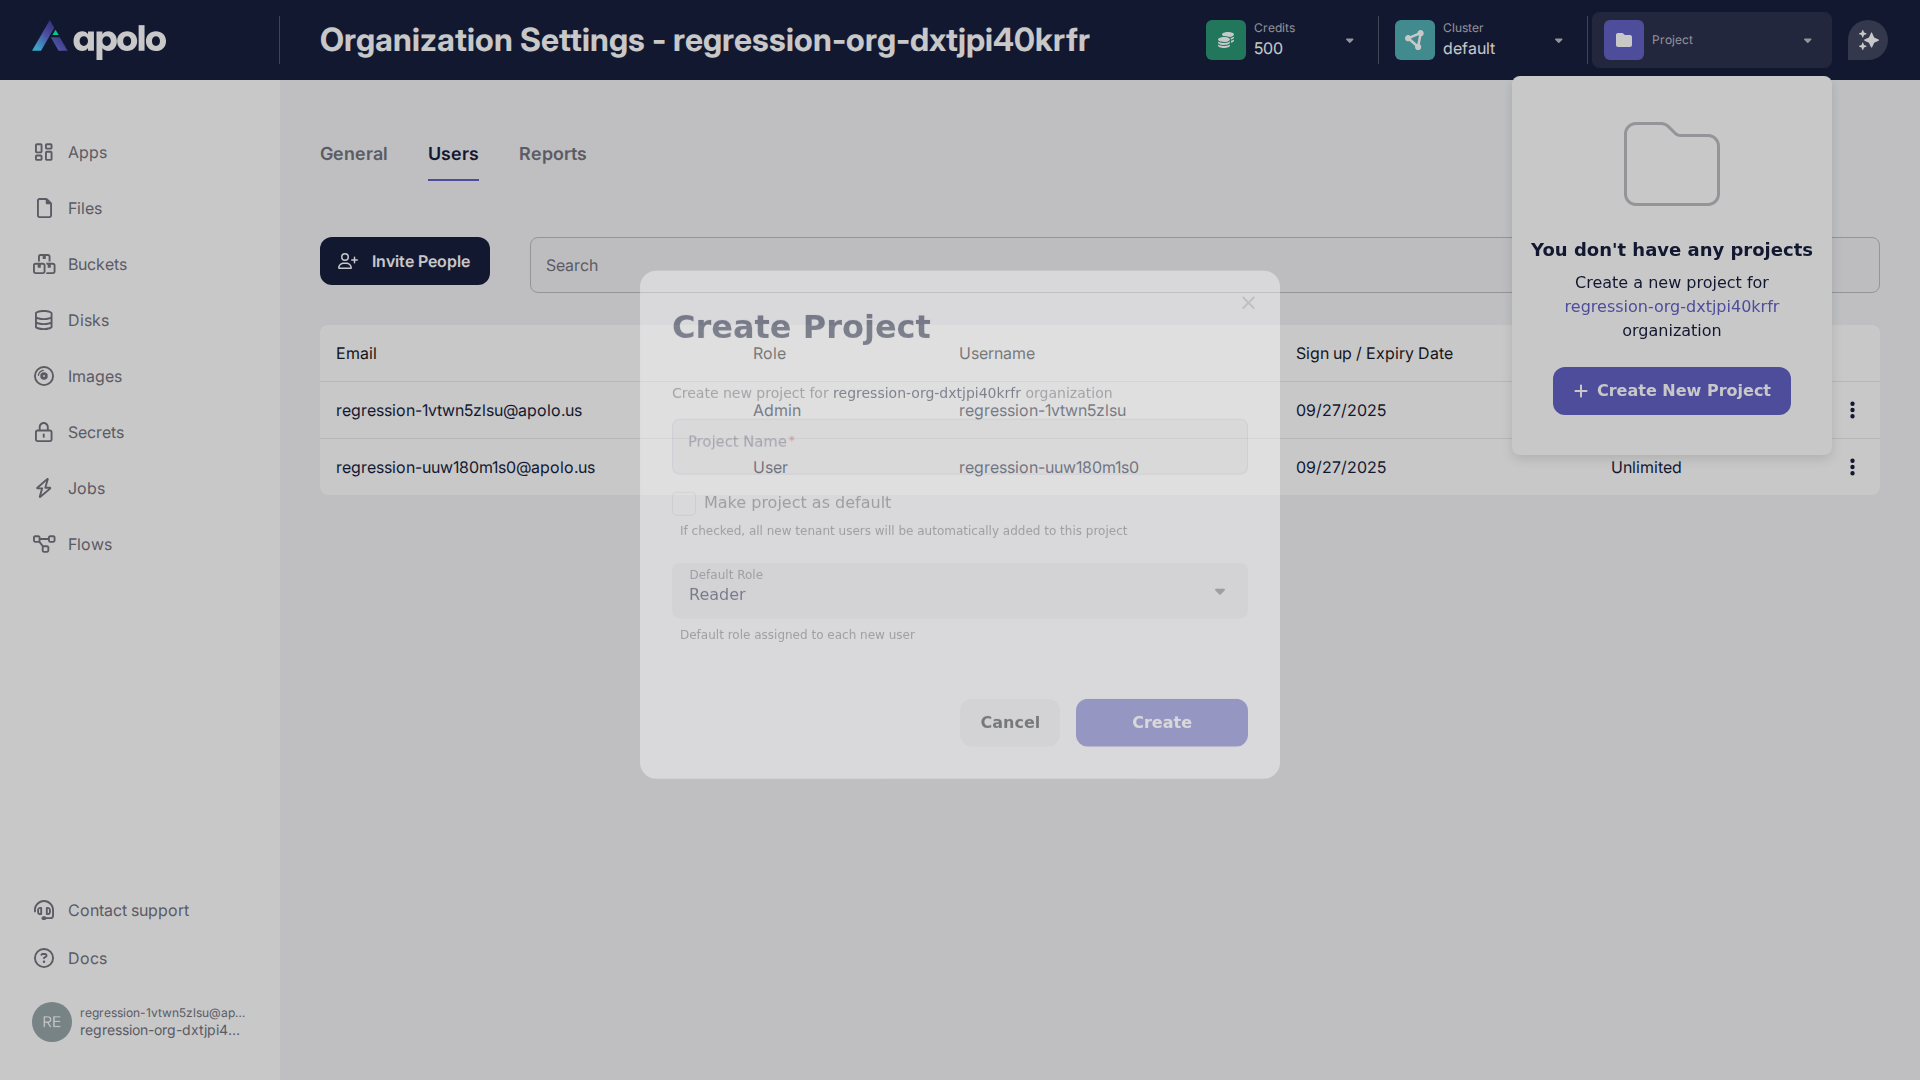 apolo
Organization Settings - regression-org-dxtjpi40krfr
Credits
500
Cluster
default
Project
Apps
Files
Buckets
Disks
Images
Secrets
Jobs
Flows
Contact support
Docs
RE
regression-1vtwn5zlsu@ap...
regression-org-dxtjpi4...
General
Users
Reports
Invite People
Search
Email
Role
Username
Sign up / Expiry Date
regression-1vtwn5zlsu@apolo.us
Admin
regression-1vtwn5zlsu
09/27/2025
regression-uuw180m1s0@apolo.us
User
regression-uuw180m1s0
09/27/2025
Unlimited
You don't have any projects
Create a new project for
regression-org-dxtjpi40krfr
organization
Create New Project
Create Project
Create new project for regression-org-dxtjpi40krfr organization
Project Name*
Make project as default
If checked, all new tenant users will be automatically added to this project
Default Role
Reader
Default role assigned to each new user
Cancel
Create